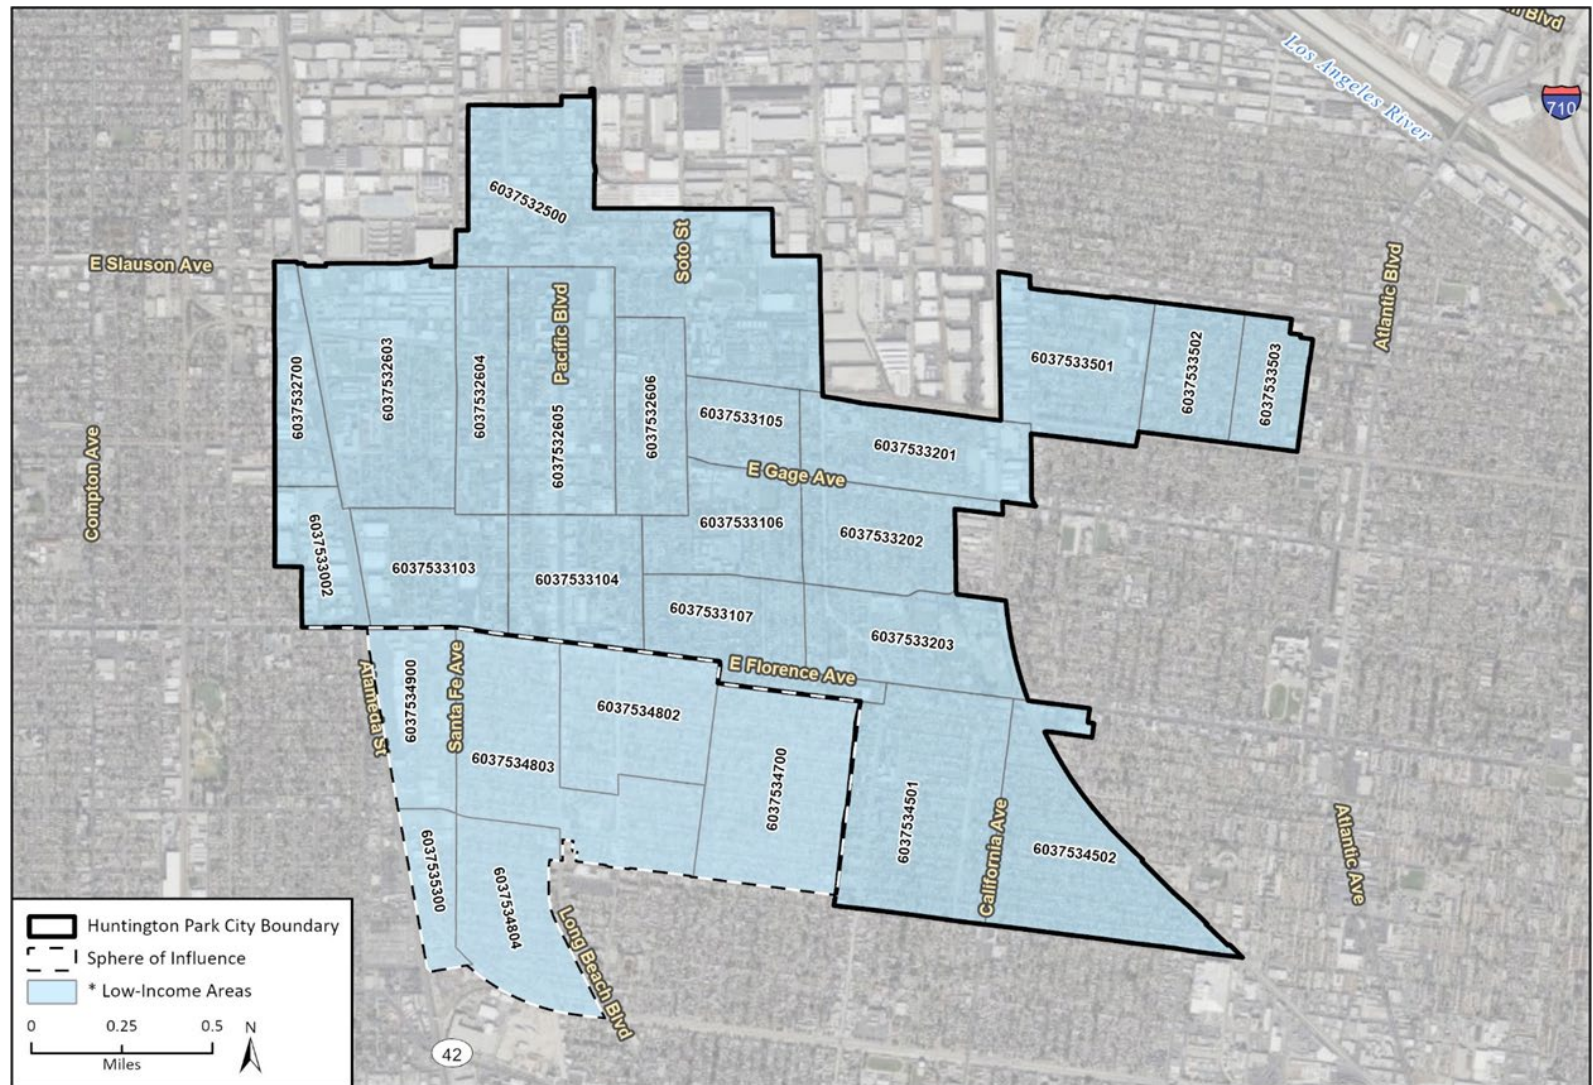 Los Angeles River
710
6037532500
Soto St
E Slauson Ave
Atlantic Blvd
Pacific Blvd
6037532700
6037532603
6037532604
6037532605
6037532606
6037533105
6037533201
6037533501
6037533502
6037533503
Compton Ave
E Gage Ave
6037533106
6037533202
6037533002
6037533103
6037533104
6037533107
6037533203
E Florence Ave
Alameda St
6037534900
Santa Fe Ave
6037534802
6037534803
6037534700
6037534501
California Ave
6037534502
Atlantic Ave
6037535300
6037534804
Long Beach Blvd
42
Huntington Park City Boundary
Sphere of Influence
* Low-Income Areas
0 0.25 0.5
Miles
N